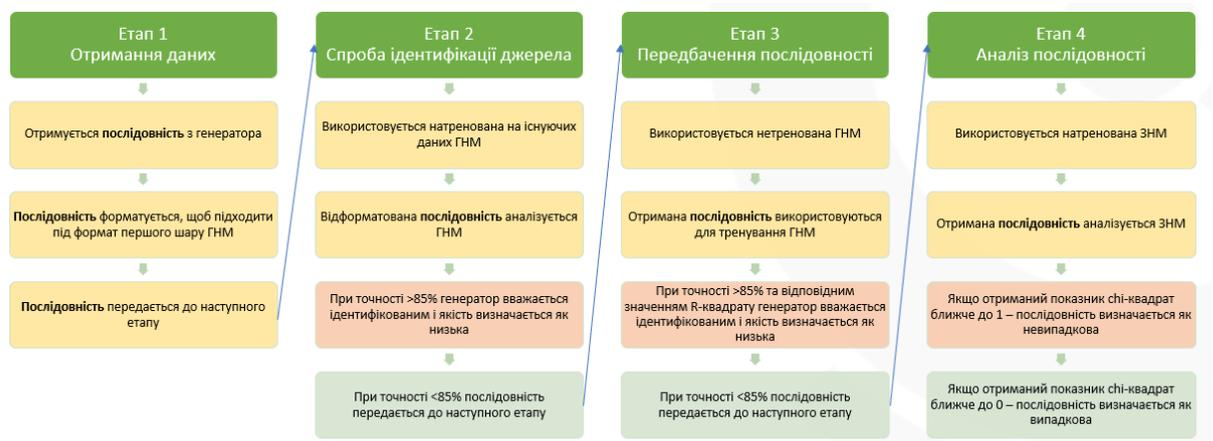 Етап 1
Отримання даних
Отримується послідовність з генератора
Послідовність форматується, щоб підходити
під формат першого шару ГНМ
Послідовність передається до наступного
етапу
Етап 2
Спроба ідентифікації джерела
Використовується натренована на існуючих
даних ГНМ
Відформатована послідовність аналізується
ГНМ
При точності >85% генератор вважається
ідентифікованим і якість визначається як
низька
При точності <85% послідовність
передається до наступного етапу
Етап 3
Передбачення послідовності
Використовується нетренована ГНМ
Отримана послідовність використовуються
для тренування ГНМ
При точності >85% та відповідним
значенням R-квадрату генератор вважається
ідентифікованим і якість визначається як
низька
При точності <85% послідовність
передається до наступного етапу
Етап 4
Аналіз послідовності
Використовується натренована ЗНМ
Отримана послідовність аналізується ЗНМ
Якщо отриманий показник chi-квадрат
ближче до 1 – послідовність визначається як
невипадкова
Якщо отриманий показник chi-квадрат
ближче до 0 – послідовність визначається як
випадкова